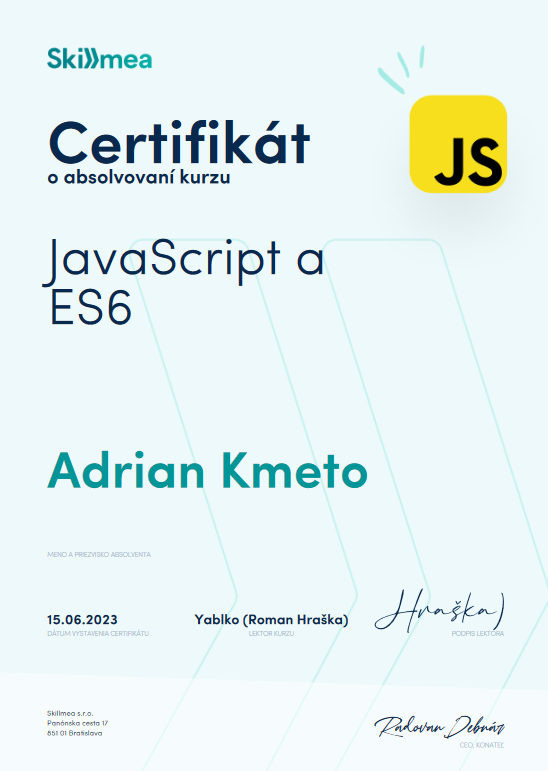 Skillmea
JS
Certifikát
o absolvovaní kurzu
JavaScript a
ES6
Adrian Kmeto
MENO A PRIEZVISKO ABSOLVENTA
Hraška
15.06.2023
Yablko (Roman Hraška)
DÁTUM VYSTAVENIA CERTIFIKÁTU
LEKTOR KURZU
PODPIS LEKTORA
Skillmea s.r.o.
Panónska cesta 17
851 01 Bratislava
Radovan Debnár
CEO, KONATEĽ